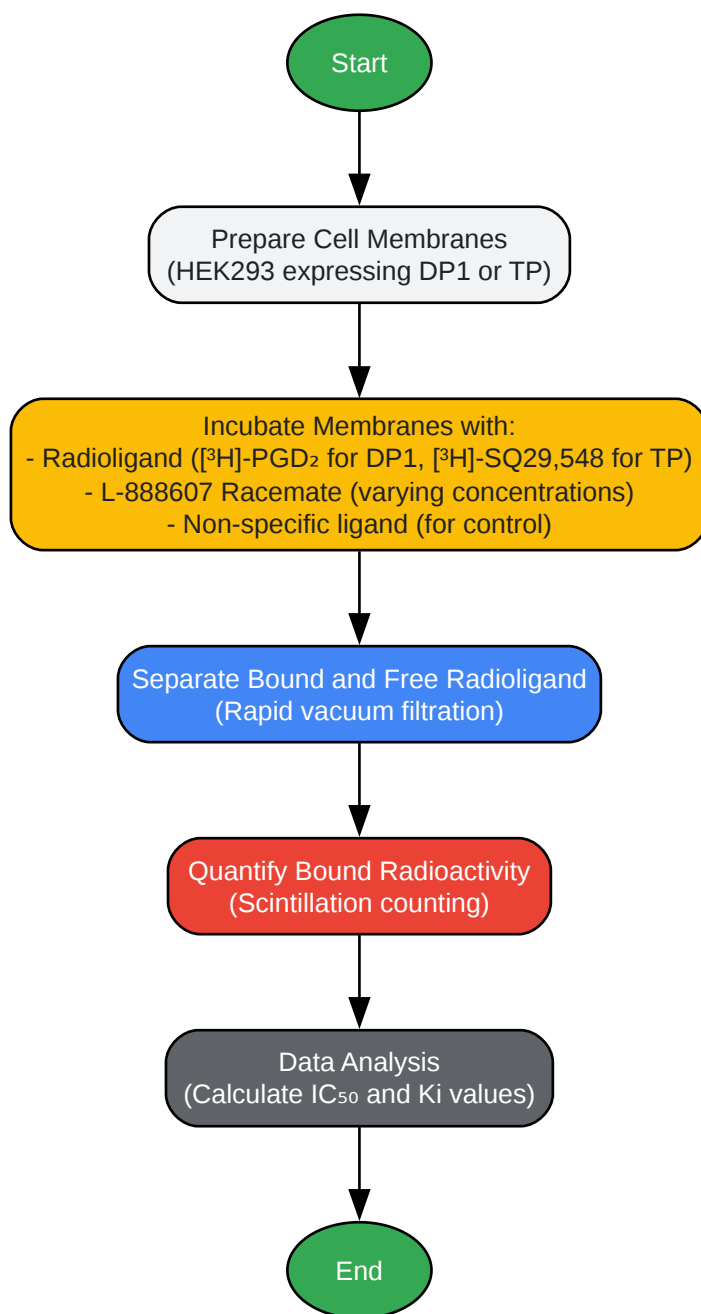 Start
Prepare Cell Membranes
(HEK293 expressing DP1 or TP)
Incubate Membranes with:
- Radioligand ([³H]-PGD₂ for DP1, [³H]-SQ29,548 for TP)
- L-888607 Racemate (varying concentrations)
- Non-specific ligand (for control)
Separate Bound and Free Radioligand
(Rapid vacuum filtration)
Quantify Bound Radioactivity
(Scintillation counting)
Data Analysis
(Calculate IC₅₀ and Ki values)
End